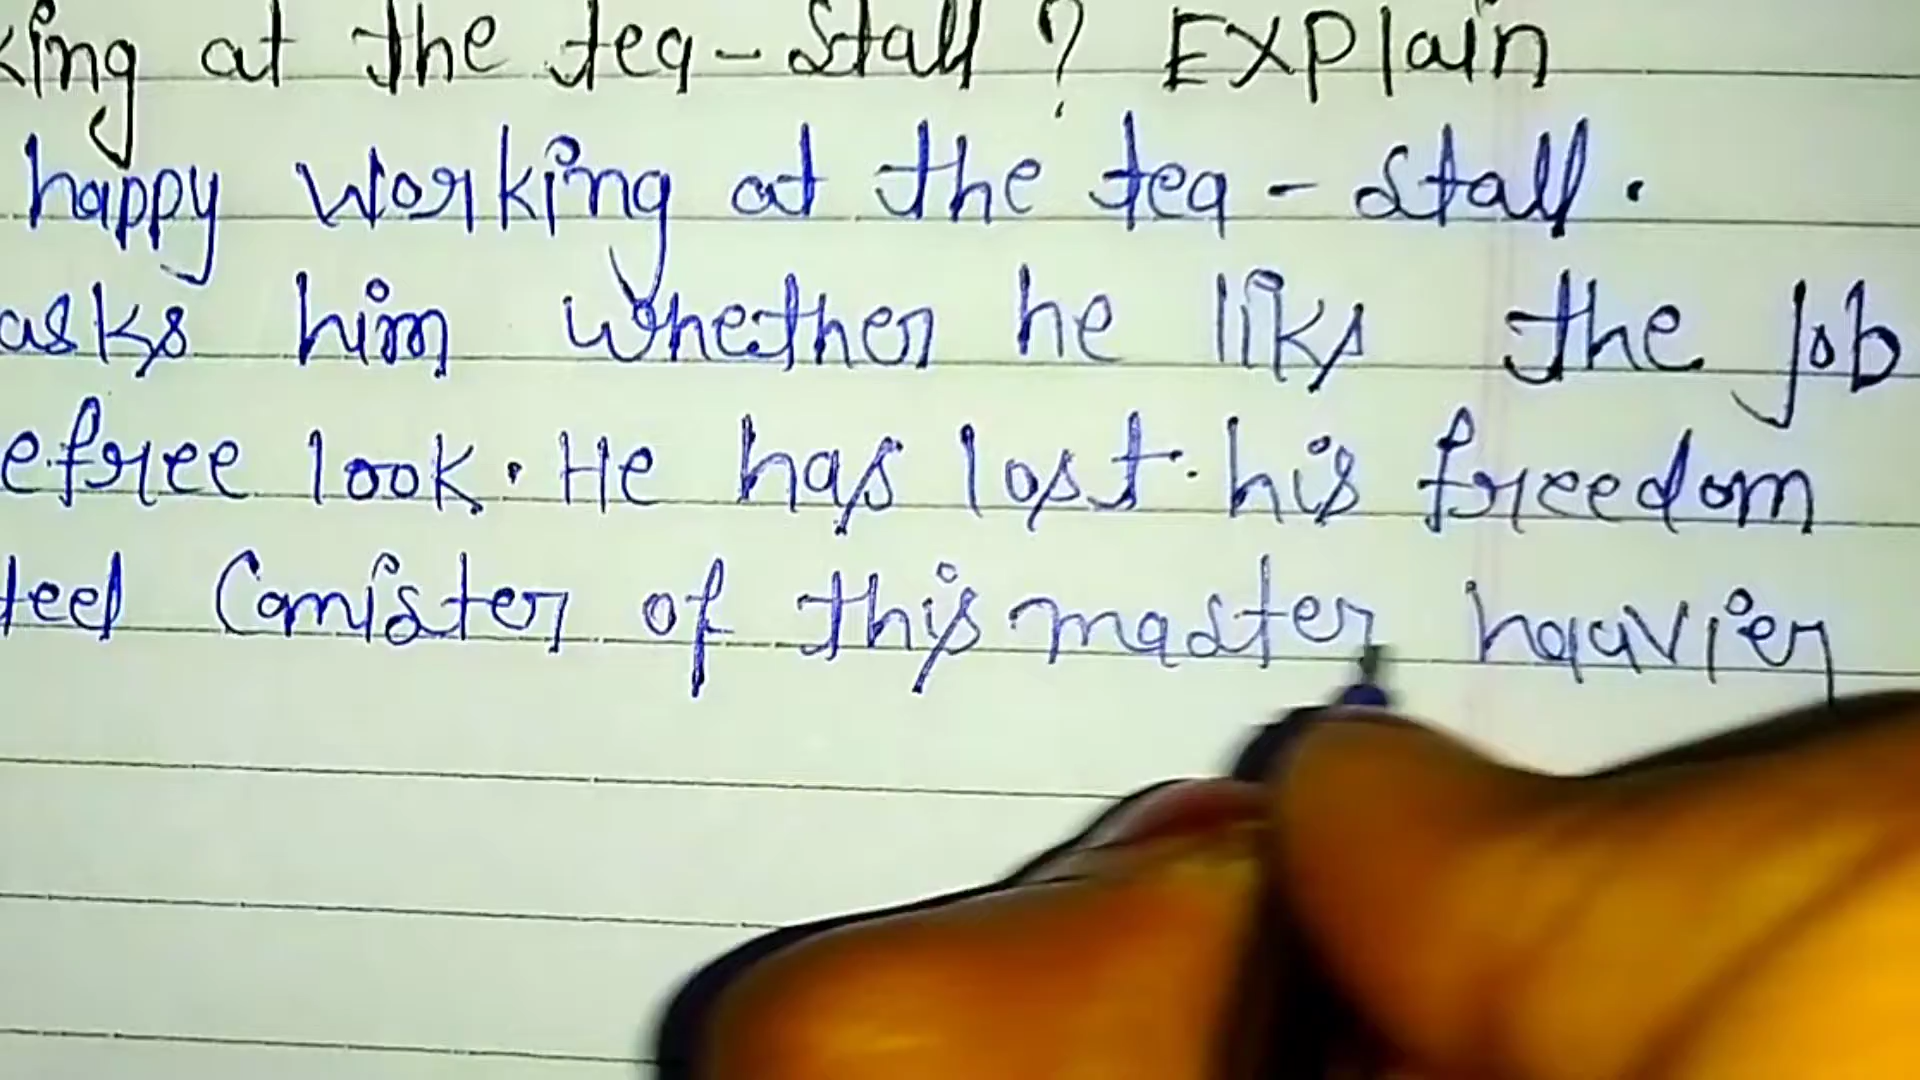 king at the tea-stall? Explain
happy working at the tea-stall.
asks him whether he liks the job
efree look. He has lost his freedom
teel Canister of this master haavier